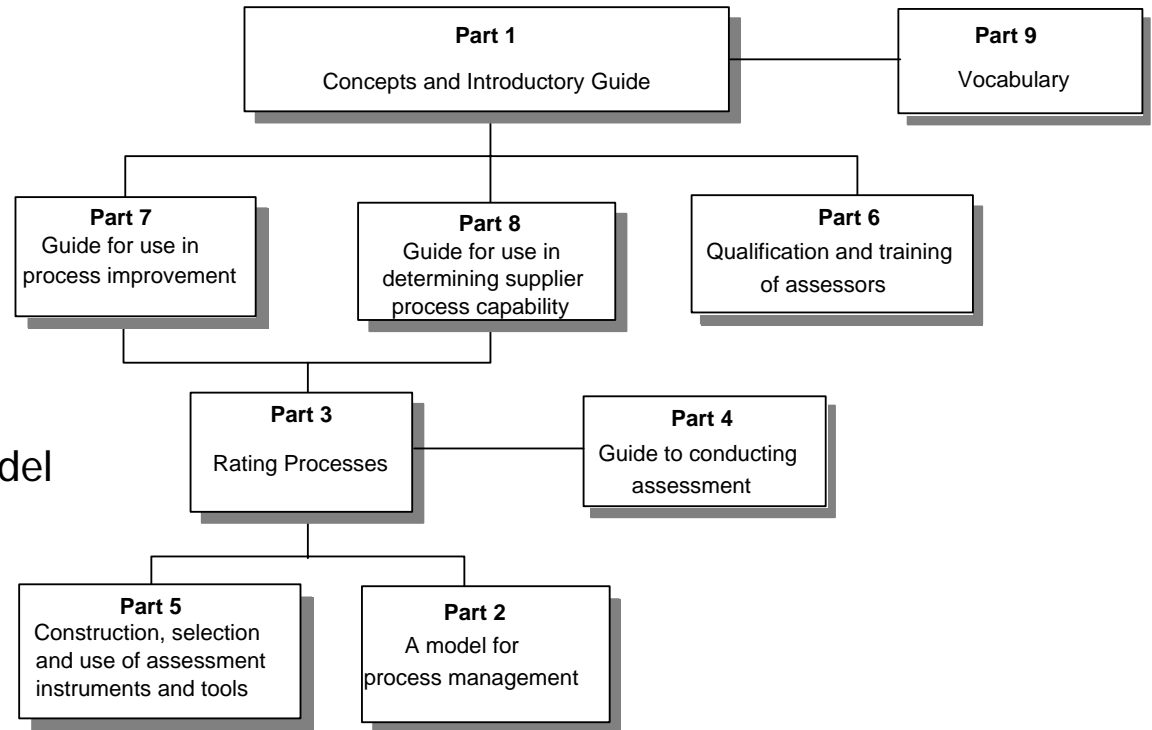 Part 1
Concepts and Introductory Guide
Part 9
Vocabulary
Part 7
Guide for use in
process improvement
Part 8
Guide for use in
determining supplier
process capability
Part 6
Qualification and training
of assessors
Part 3
Rating Processes
Part 4
Guide to conducting
assessment
del
Part 5
Construction, selection
and use of assessment
instruments and tools
Part 2
A model for
process management